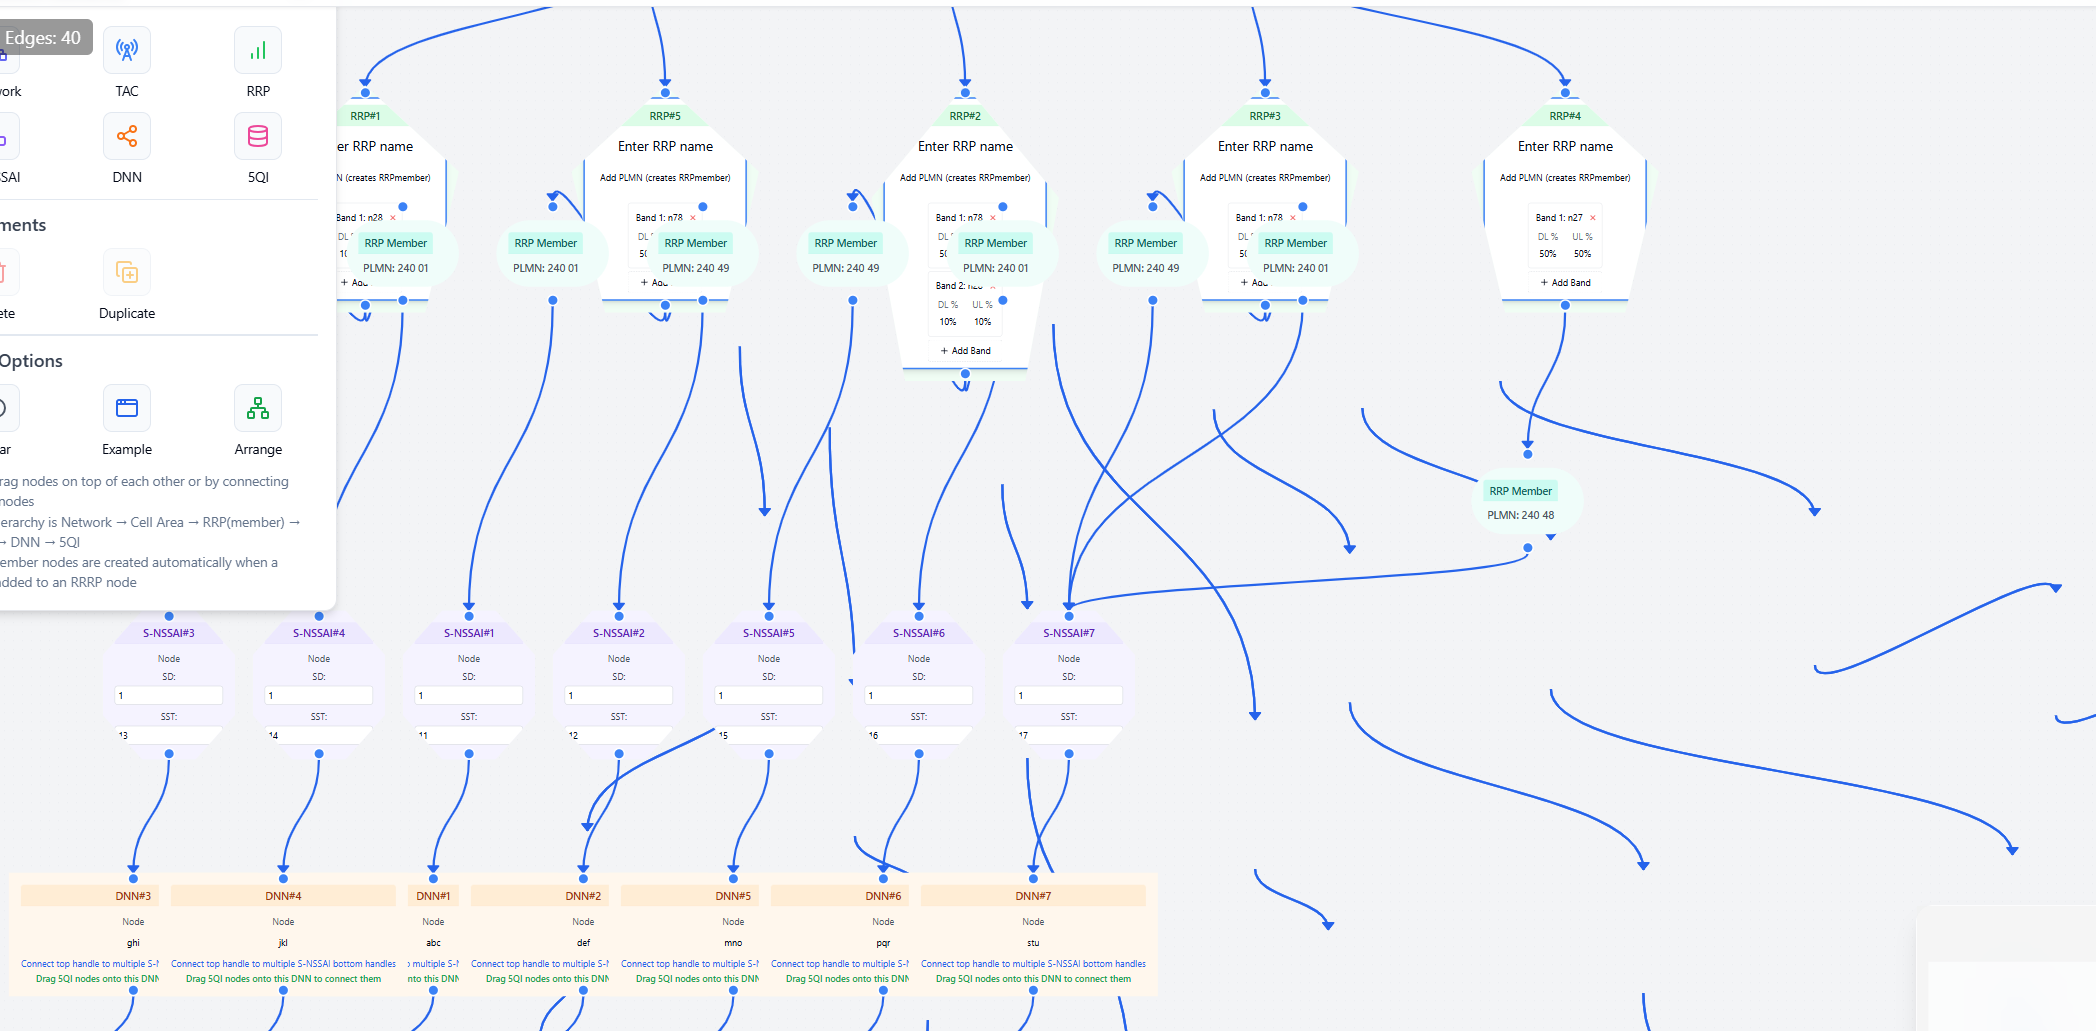 Edges: 40
ork
TAC
RRP
SSAI
DNN
5QI
ments
ete
Duplicate
Options
ar
Example
Arrange
rag nodes on top of each other or by connecting
nodes
erarchy is Network → Cell Area → RRP(member) →
→ DNN → 5QI
ember nodes are created automatically when a
added to an RRRP node
RRP#1
er RRP name
N (creates RRPmember)
Band 1: n28 ×
DL
10
+ Add
RRP Member
PLMN: 240 01
RRP Member
PLMN: 240 01
RRP#5
Enter RRP name
Add PLMN (creates RRPmember)
Band 1: n78 ×
DL
50
+ Add
RRP Member
PLMN: 240 49
RRP Member
PLMN: 240 49
RRP#2
Enter RRP name
Add PLMN (creates RRPmember)
Band 1: n78 ×
DL
50
RRP Member
PLMN: 240 01
Band 2: n28 ×
DL % UL %
10% 10%
+ Add Band
RRP Member
PLMN: 240 49
RRP#3
Enter RRP name
Add PLMN (creates RRPmember)
Band 1: n78 ×
DL
50
+ Add
RRP Member
PLMN: 240 01
RRP#4
Enter RRP name
Add PLMN (creates RRPmember)
Band 1: n27 ×
DL % UL %
50% 50%
+ Add Band
RRP Member
PLMN: 240 48
S-NSSAI#3
Node
SD:
1
SST:
13
S-NSSAI#4
Node
SD:
1
SST:
14
S-NSSAI#1
Node
SD:
1
SST:
11
S-NSSAI#2
Node
SD:
1
SST:
12
S-NSSAI#5
Node
SD:
1
SST:
15
S-NSSAI#6
Node
SD:
1
SST:
16
S-NSSAI#7
Node
SD:
1
SST:
17
DNN#3
Node
ghi
Connect top handle to multiple S-N
Drag 5QI nodes onto this DNN
DNN#4
Node
jkl
Connect top handle to multiple S-NSSAI bottom handles
Drag 5QI nodes onto this DNN to connect them
DNN#1
Node
abc
o multiple S-N
nto this DNN
DNN#2
Node
def
Connect top handle to multiple S-N
Drag 5QI nodes onto this DNN
DNN#5
Node
mno
Connect top handle to multiple S-N
Drag 5QI nodes onto this DNN
DNN#6
Node
pqr
Connect top handle to multiple S-N
Drag 5QI nodes onto this DNN
DNN#7
Node
stu
Connect top handle to multiple S-NSSAI bottom handles
Drag 5QI nodes onto this DNN to connect them